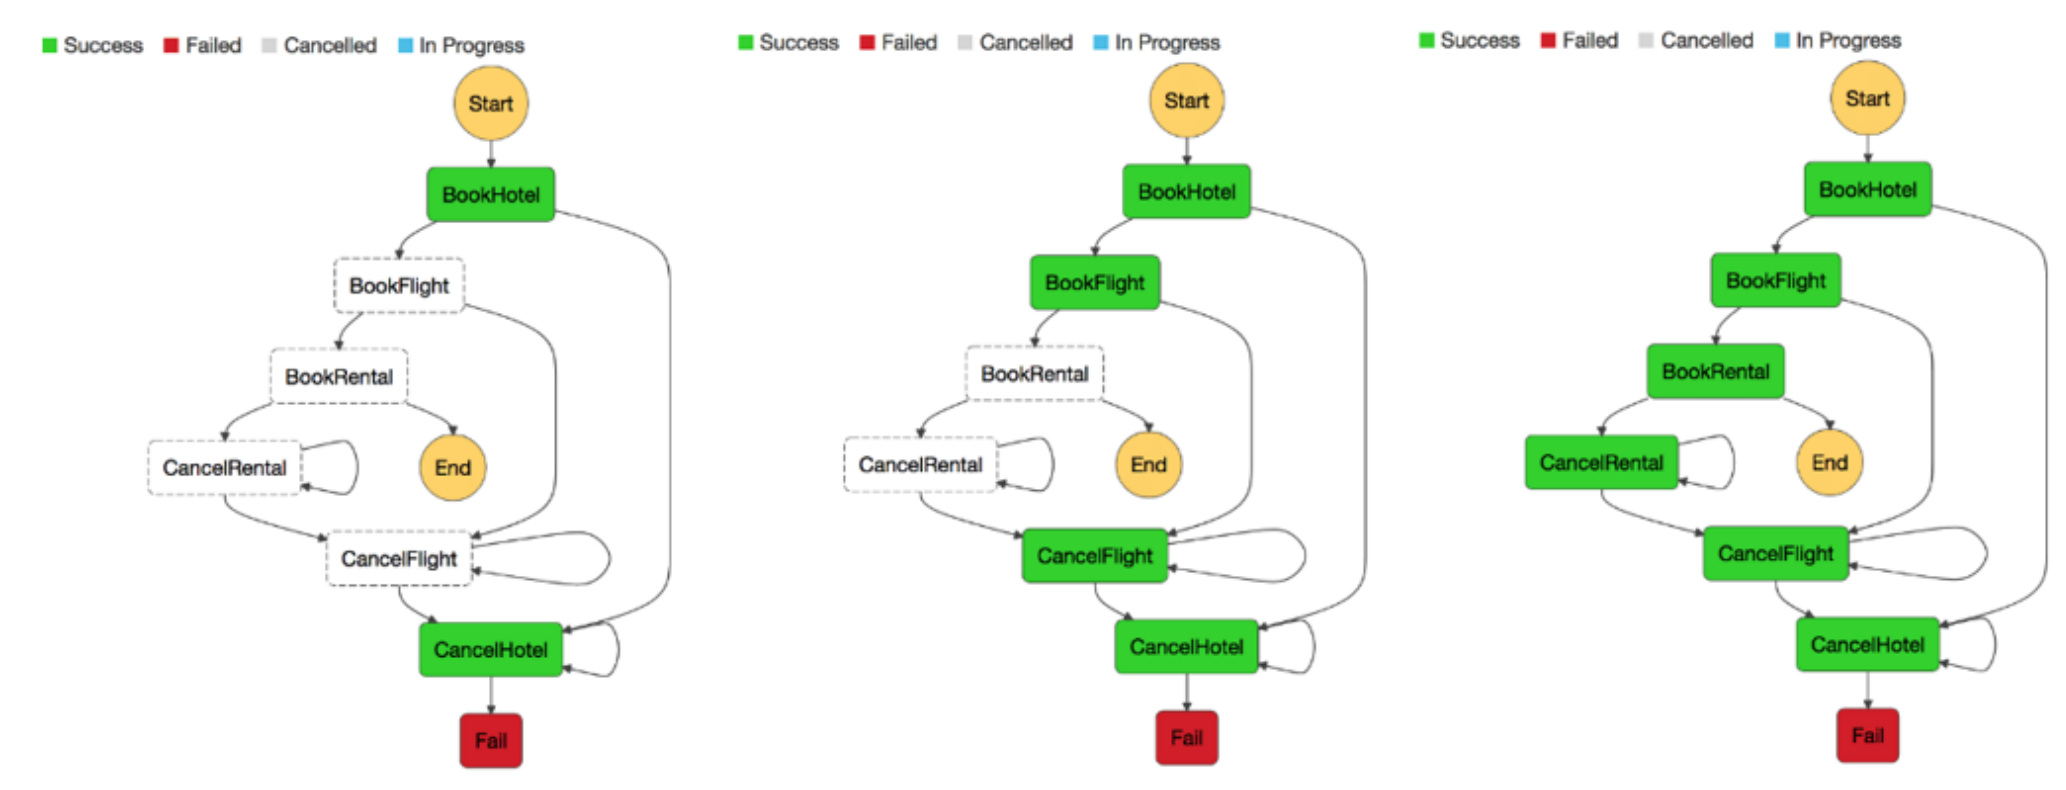 Success Failed Cancelled In Progress
Start
BookHotel
BookFlight
BookRental
CancelRental
End
CancelFlight
CancelHotel
Fail
Success Failed Cancelled In Progress
Start
BookHotel
BookFlight
BookRental
CancelRental
End
CancelFlight
CancelHotel
Fail
Success Failed Cancelled In Progress
Start
BookHotel
BookFlight
BookRental
CancelRental
End
CancelFlight
CancelHotel
Fail